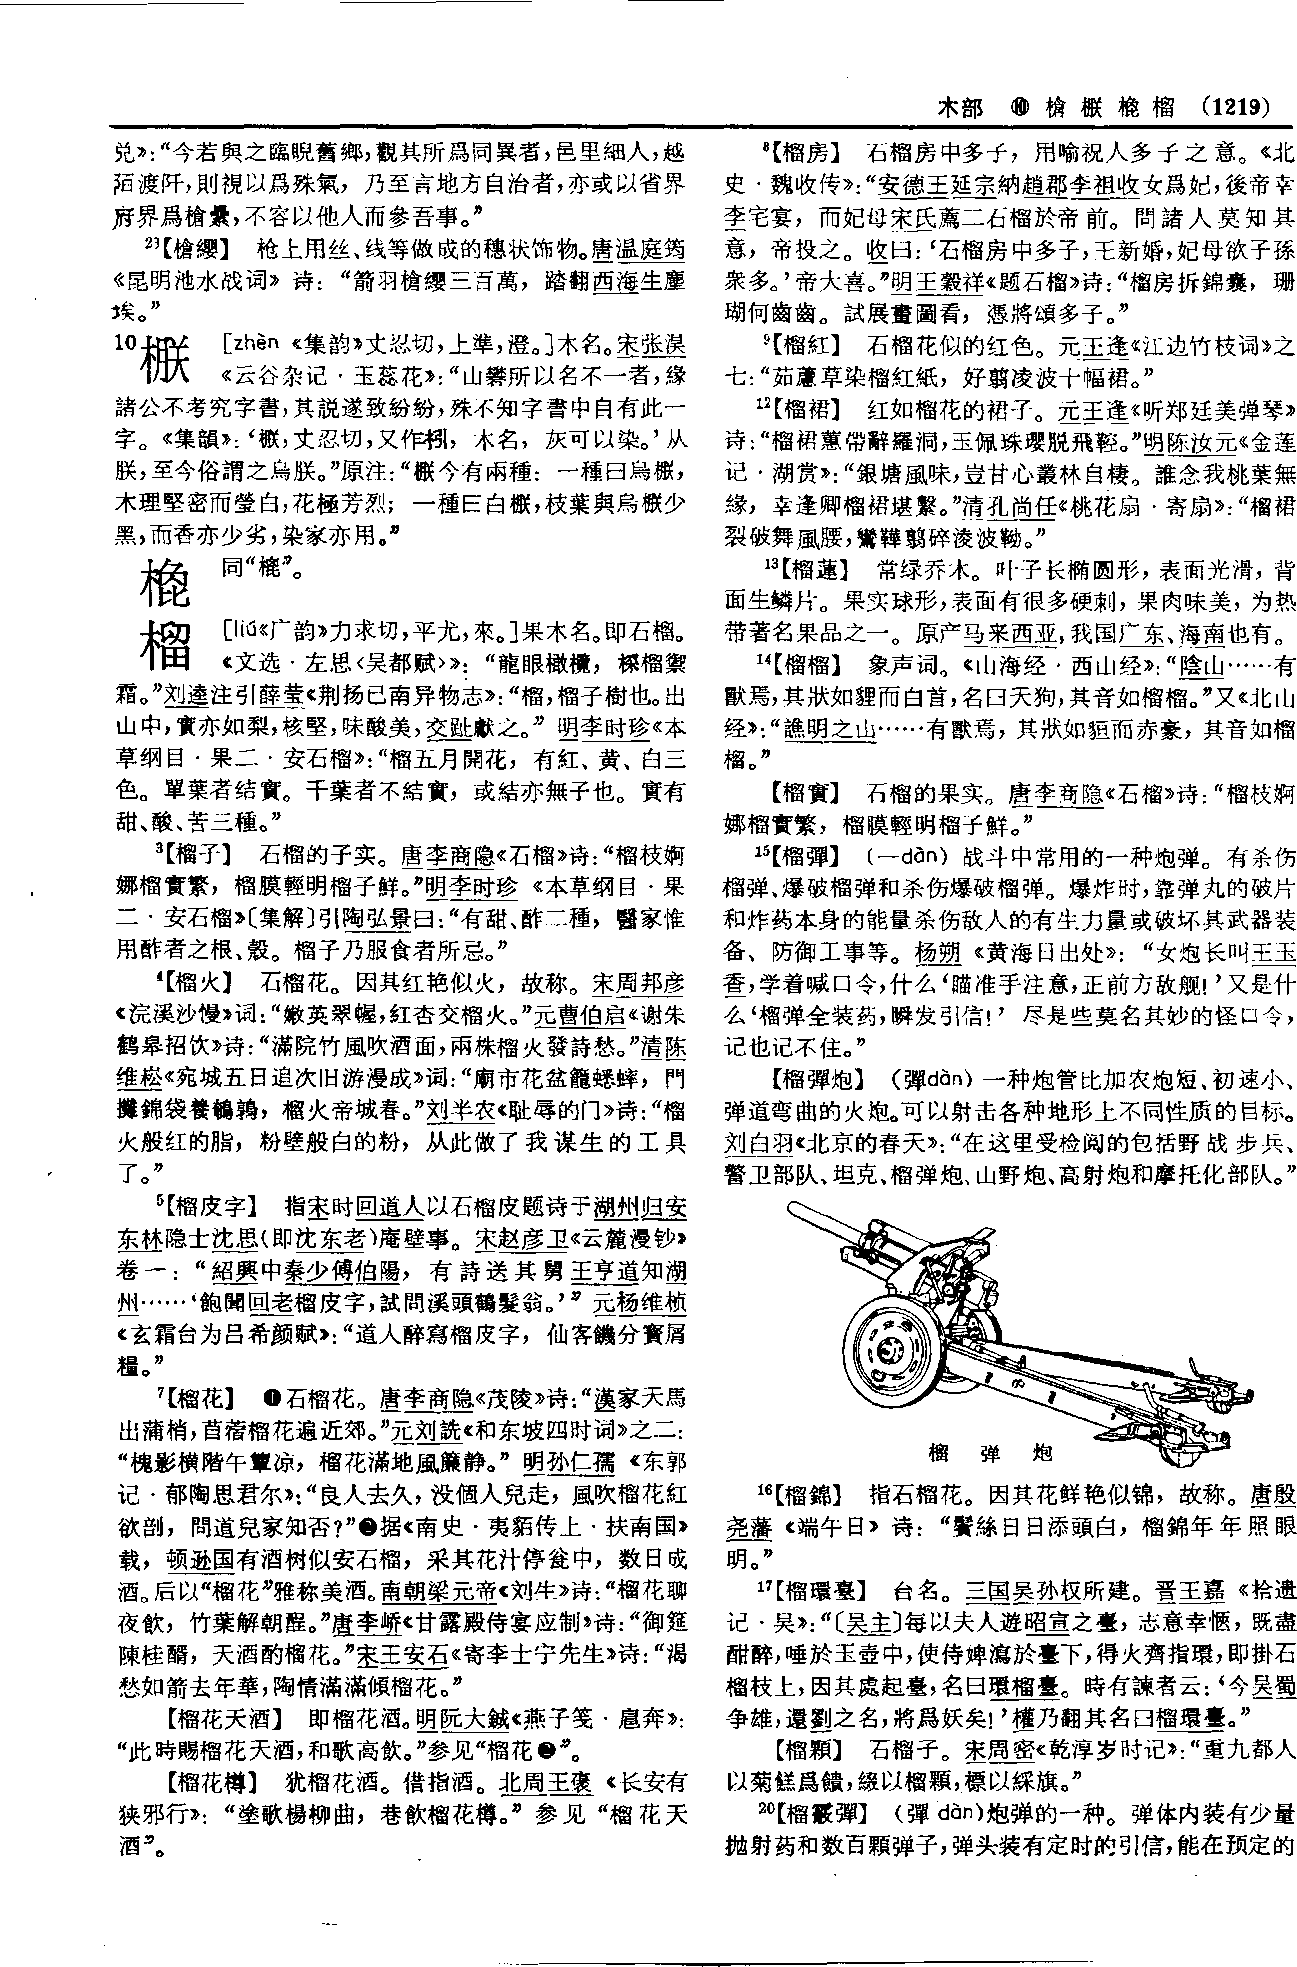 木部 ⑩ 槍 栚 㮰 榴 (1219)
兑》：“今若與之臨睨舊鄉，觀其所爲同異者，邑里細人，越
陌渡阡，則視以爲殊氣，乃至言地方自治者，亦或以省界
府界爲槍纍，不容以他人而參吾事。”
21【槍纓】 枪上用丝、线等做成的穗状饰物。唐温庭筠
《昆明池水战词》诗：“箭羽槍纓三百萬，踏翻西海生塵
埃。”
[zhèn《集韵》丈忍切，上準，澄。]木名。宋张淏
《云谷杂记·玉蕊花》：“山礬所以名不一者，緣
諸公不考究字書，其説遂致紛紛，殊不知字書中自有此一
木理堅密而瑩白，花極芳烈；
黑，而香亦少劣，染家亦用。”
同“榿”。
榴 [liú《广韵》力求切，平尤，來。]果木名。即石榴。
《文选·左思〈吴都赋〉》：“龍眼橄欖，棎榴禦
霜。”刘逵注引薛莹《荆扬已南异物志》：“榴，榴子樹也。出
山中，實亦如梨，核堅，味酸美，交趾獻之。”明李时珍《本
草纲目·果二·安石榴》：“榴五月開花，有紅、黄、白三
色。單葉者结實。千葉者不結實，或結亦無子也。實有
甜、酸、苦三種。”
3【榴子】 石榴的子实。唐李商隐《石榴》诗：“榴枝婀
娜榴實繁，榴膜輕明榴子鮮。”明李时珍《本草纲目·果
二·安石榴》〔集解〕引陶弘景曰：“有甜、酢二種，醫家惟
用酢者之根、殼。榴子乃服食者所忌。”
4【榴火】 石榴花。因其红艳似火，故称。宋周邦彦
《浣溪沙慢》词：“嫩英翠幄，紅杏交榴火。”元曹伯启《谢朱
鹤皋招饮》诗：“滿院竹風吹酒面，兩株榴火發詩愁。”清陈
维崧《宛城五日追次旧游漫成》词：“廟市花盆籠蟋蟀，門
攤錦袋養鵪鶉，榴火帝城春。”刘半农《耻辱的门》诗：“榴
火般红的脂，粉壁般白的粉，从此做了我谋生的工具
了。”
5【榴皮字】 指宋时回道人以石榴皮题诗于湖州归安
东林隐士沈思(即沈东老)庵壁事。宋赵彦卫《云麓漫钞》
卷一：“紹興中秦少傅伯陽，有詩送其舅王亨道知湖
州……‘飽聞回老榴皮字，試問溪頭鶴髮翁。’”元杨维桢
《玄霜台为吕希颜赋》：“道人醉寫榴皮字，仙客饑分寶屑
糧。”
7【榴花】 ❶石榴花。唐李商隐《茂陵》诗：“漢家天馬
出蒲梢，苜蓿榴花遍近郊。”元刘詵《和东坡四时词》之二：
“槐影横階午簟凉，榴花滿地風簾静。”明孙仁孺《东郭
记·郁陶思君尔》：“良人去久，没個人兒走，風吹榴花紅
欲剖，問道兒家知否？”❷据《南史·夷貊传上·扶南国》
载，顿逊国有酒树似安石榴，采其花汁停瓮中，数日成
酒。后以“榴花”雅称美酒。南朝梁元帝《刘生》诗：“榴花聊
夜飲，竹葉解朝酲。”唐李峤《甘露殿侍宴应制》诗：“御筵
陳桂醑，天酒酌榴花。”宋王安石《寄李士宁先生》诗：“渴
愁如箭去年華，陶情滿滿傾榴花。”
【榴花天酒】 即榴花酒。明阮大鋮《燕子笺·扈奔》：
“此時賜榴花天酒，和歌高飲。”参见“榴花❷”。
【榴花樽】 犹榴花酒。借指酒。北周王褒《长安有
狭邪行》：“塗歌楊柳曲，巷飲榴花樽。”参见“榴花天
酒”。
8【榴房】 石榴房中多子，用喻祝人多子之意。《北
史·魏收传》：“安德王延宗納趙郡李祖收女爲妃，後帝幸
李宅宴，而妃母宋氏薦二石榴於帝前。問諸人莫知其
意，帝投之。收曰：‘石榴房中多子，王新婚，妃母欲子孫
衆多。’帝大喜。”明王榖祥《题石榴》诗：“榴房拆錦囊，珊
瑚何齒齒。試展畫圖看，憑將頌多子。”
9【榴紅】 石榴花似的红色。元王逢《江边竹枝词》之
七：“茹藘草染榴紅紙，好翦凌波十幅裙。”
12【榴裙】 红如榴花的裙子。元王逢《听郑廷美弹琴》
诗：“榴裙蕙帶辭羅洞，玉佩珠瓔脱飛鞚。”明陈汝元《金莲
记·湖赏》：“銀塘風味，豈甘心叢林自棲。誰念我桃葉無
緣，幸逢卿榴裙堪繫。”清孔尚任《桃花扇·寄扇》：“榴裙
裂破舞風腰，鸞鞾翦碎淩波靿。”
13【榴蓮】 常绿乔木。叶子长椭圆形，表面光滑，背
面生鳞片。果实球形，表面有很多硬刺，果肉味美，为热
带著名果品之一。原产马来西亚，我国广东、海南也有。
14【榴榴】 象声词。《山海经·西山经》：“陰山……有
獸焉，其狀如貍而白首，名曰天狗，其音如榴榴。”又《北山
经》：“譙明之山……有獸焉，其狀如貆而赤豪，其音如榴
榴。”
【榴實】 石榴的果实。唐李商隐《石榴》诗：“榴枝婀
娜榴實繁，榴膜輕明榴子鮮。”
15【榴彈】 (—dàn) 战斗中常用的一种炮弹。有杀伤
榴弹、爆破榴弹和杀伤爆破榴弹。爆炸时，靠弹丸的破片
和炸药本身的能量杀伤敌人的有生力量或破坏其武器装
备、防御工事等。杨朔《黄海日出处》：“女炮长叫王玉
香，学着喊口令，什么‘瞄准手注意，正前方敌舰！’又是什
么‘榴弹全装药，瞬发引信！’尽是些莫名其妙的怪口令，
记也记不住。”
【榴彈炮】 (彈dàn) 一种炮管比加农炮短、初速小、
弹道弯曲的火炮。可以射击各种地形上不同性质的目标。
刘白羽《北京的春天》：“在这里受检阅的包括野战步兵、
警卫部队、坦克、榴弹炮、山野炮、高射炮和摩托化部队。”
榴弹炮
16【榴錦】 指石榴花。因其花鲜艳似锦，故称。唐殷
尧藩《端午日》诗：“鬢絲日日添頭白，榴錦年年照眼
明。”
17【榴環臺】 台名。三国吴孙权所建。晋王嘉《拾遗
记·吴》：“〔吴主〕每以夫人遊昭宣之臺，志意幸愜，既盡
酣醉，唾於玉壺中，使侍婢瀉於臺下，得火齊指環，即掛石
榴枝上，因其處起臺，名曰環榴臺。時有諫者云：‘今吴蜀
争雄，還劉之名，將爲妖矣！’權乃翻其名曰榴環臺。”
【榴顆】 石榴子。宋周密《乾淳岁时记》：“重九都人
以菊糕爲饋，綴以榴顆，標以綵旗。”
20【榴霰彈】 (彈 dàn)炮弹的一种。弹体内装有少量
抛射药和数百颗弹子，弹头装有定时的引信，能在预定的